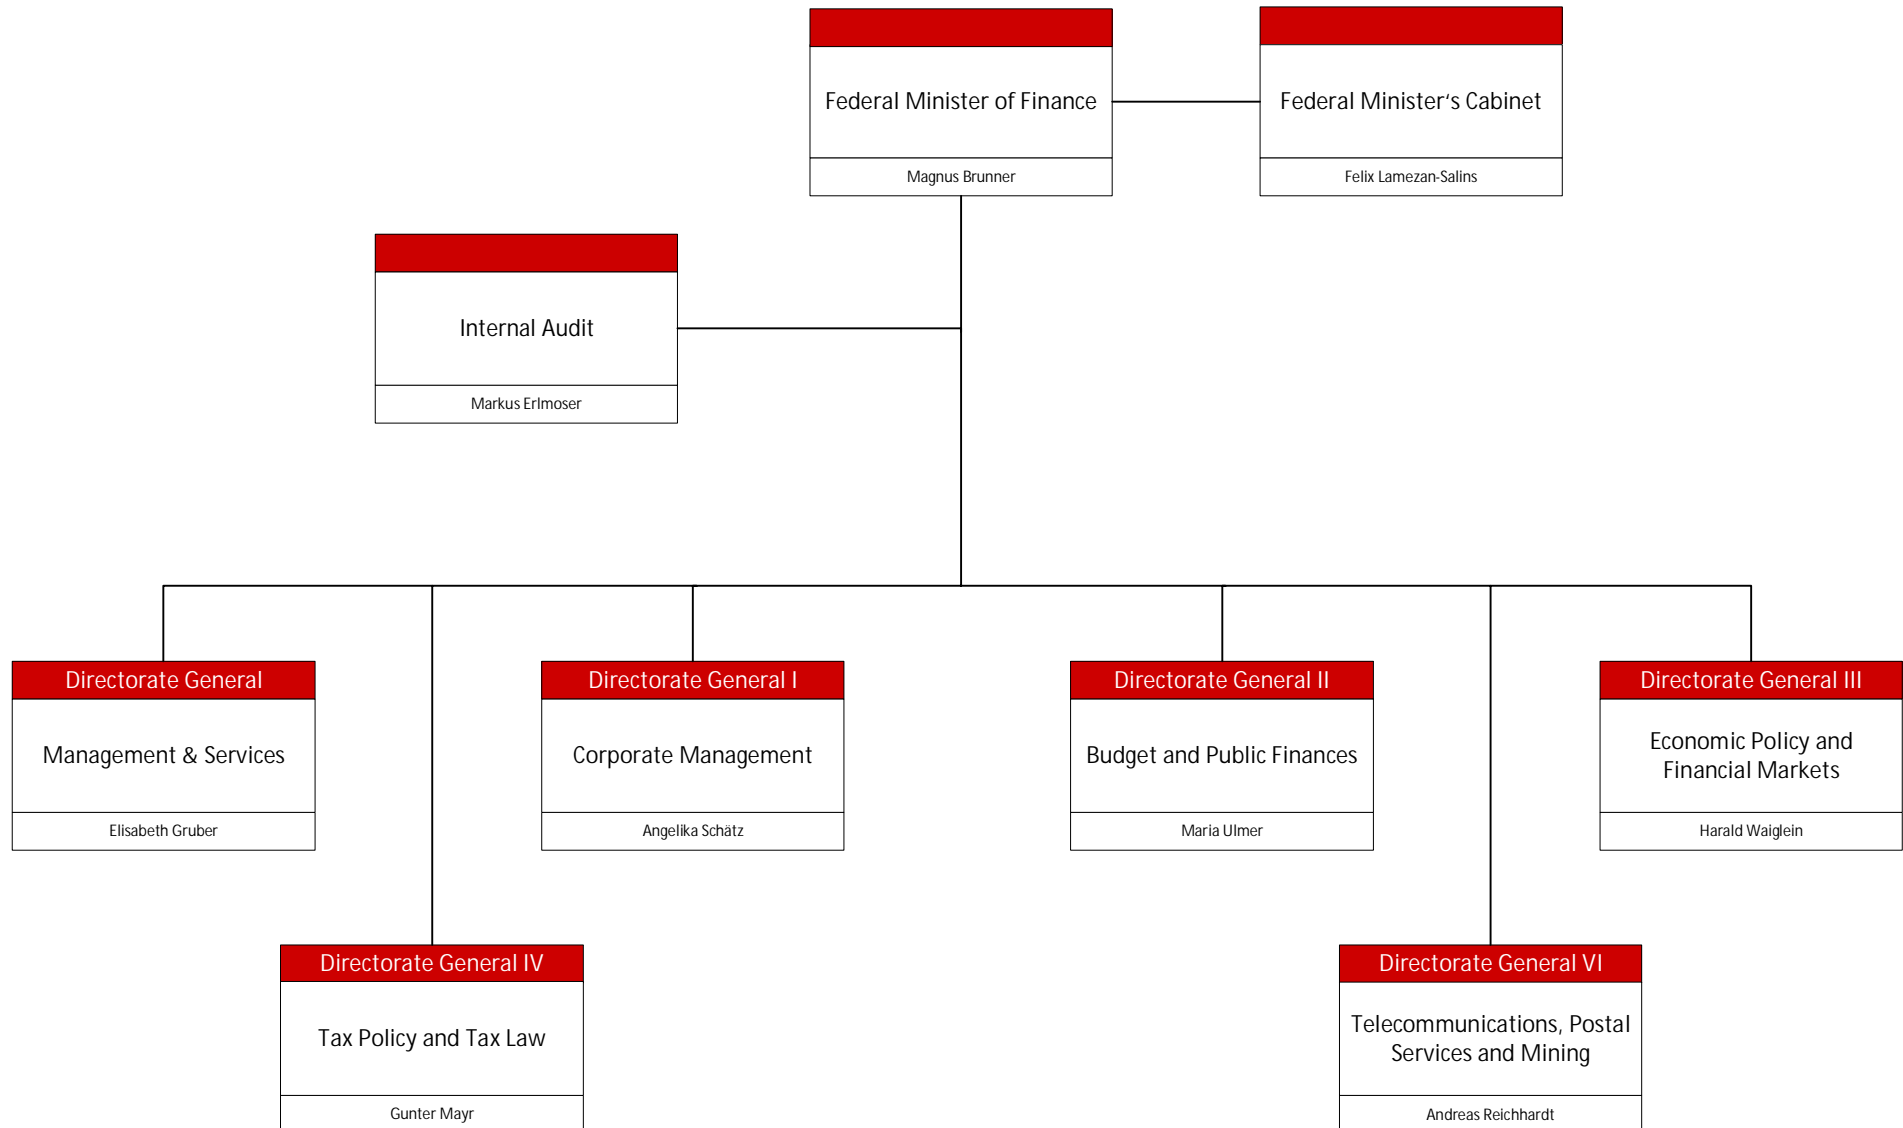 Federal Minister of Finance
Magnus Brunner
Federal Minister‘s Cabinet
Felix Lamezan-Salins
Internal Audit
Markus Erlmoser
Directorate General
Management & Services
Elisabeth Gruber
Directorate General I
Corporate Management
Angelika Schätz
Directorate General II
Budget and Public Finances
Maria Ulmer
Directorate General III
Economic Policy and
Financial Markets
Harald Waiglein
Directorate General IV
Tax Policy and Tax Law
Gunter Mayr
Directorate General VI
Telecommunications, Postal
Services and Mining
Andreas Reichhardt